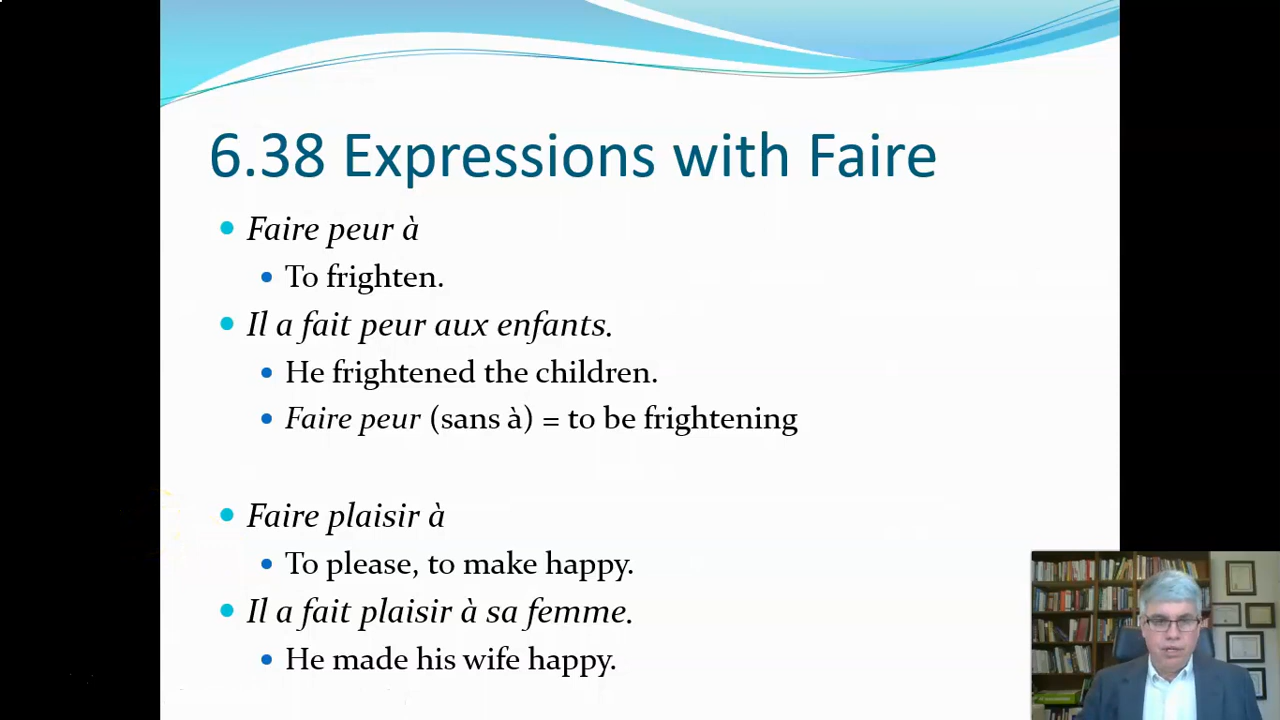 6.38 Expressions with Faire
Faire peur à
To frighten.
Il a fait peur aux enfants.
He frightened the children.
Faire peur (sans à) = to be frightening
Faire plaisir à
To please, to make happy.
Il a fait plaisir à sa femme.
He made his wife happy.